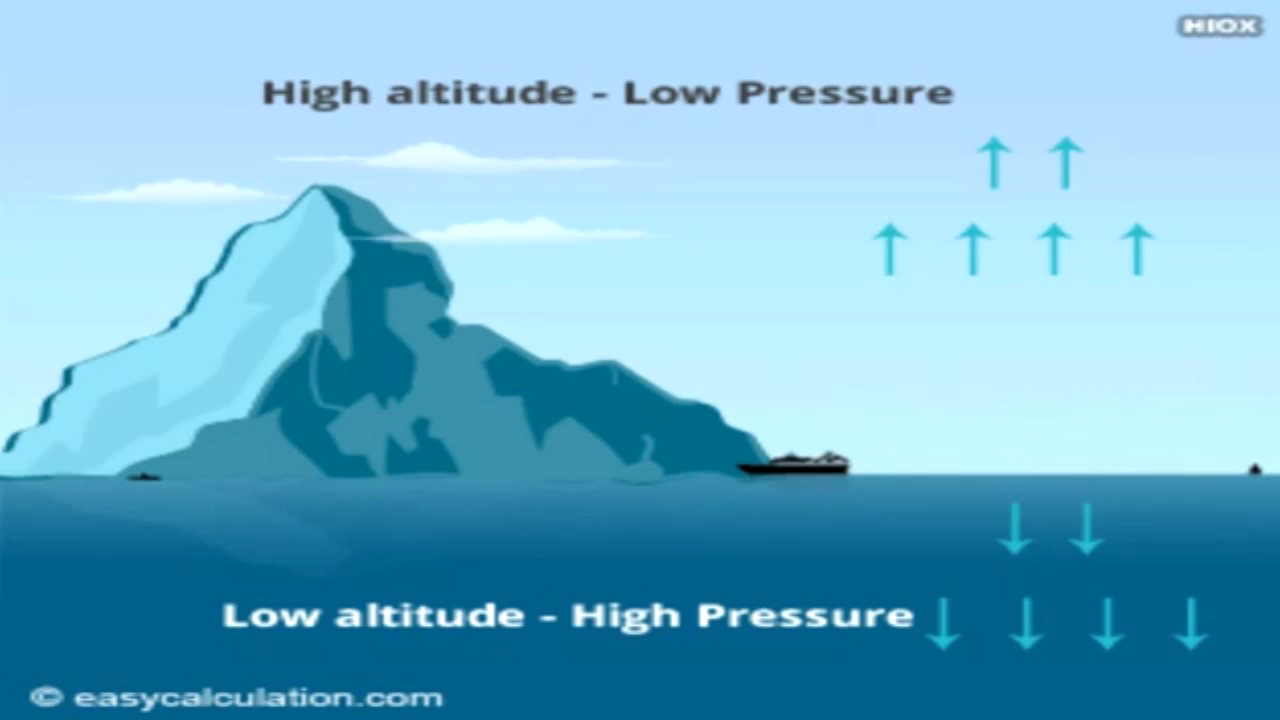 HIOX
High altitude - Low Pressure
Low altitude - High Pressure
© easycalculation.com